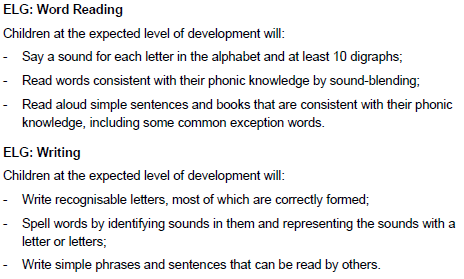 ELG: Word Reading
Children at the expected level of development will:
- Say a sound for each letter in the alphabet and at least 10 digraphs;
- Read words consistent with their phonic knowledge by sound-blending;
- Read aloud simple sentences and books that are consistent with their phonic
knowledge, including some common exception words.
ELG: Writing
Children at the expected level of development will:
- Write recognisable letters, most of which are correctly formed;
- Spell words by identifying sounds in them and representing the sounds with a
letter or letters;
- Write simple phrases and sentences that can be read by others.